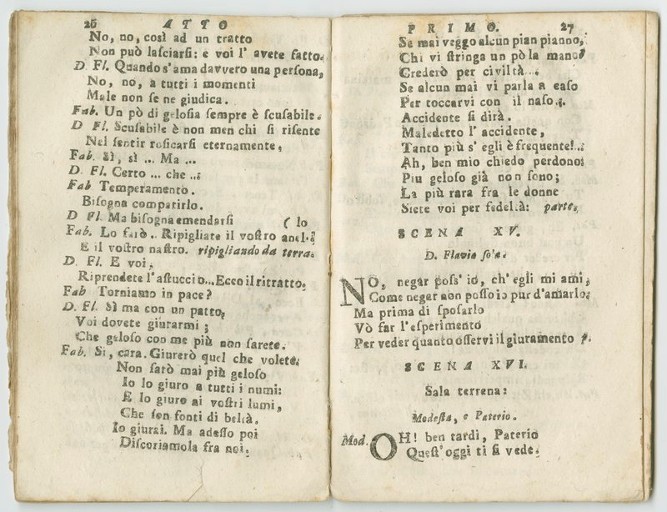 26 ATTO
No, no, così ad un tratto
Non può lasciarsi: e voi l' avete fatto.
D Fl. Quando s'ama davvero una persona,
No, no, a tutti i momenti
Male non se ne giudica.
Fab. Un pò di gelosia sempre è scusabile.
D Fl. Scusabile è non men chi si risente
Nel sentir rosicarsi eternamente,
Fab. Sì, sì ... Ma ...
D. Fl. Certo ... che ...
Fab Temperamento.
Bisogna compatirlo.
D Fl. Ma bisogna emendarsi ( lo
Fab. Lo farò.. Ripigliate il vostro anel-
E il vostro nastro. ripigliando da terra.
D. Fl. E voi,
Riprendete l'astuccio... Ecco il ritratto.
Fab Torniamo in pace?
D. Fl. Sì ma con un patto,
Voi dovete giurarmi;
Che geloso con me più non sarete.
Fab. Si, cara. Giurerò quel che volete.
Non sarò mai più geloso
Io lo giuro a tutti i numi:
E lo giuro ai vostri lumi,
Che son fonti di beltà.
Io giurai. Ma adesso poi
Discoriamola fra noi,
PRIMO. 27
Se mai veggo alcun pian pianno,
Chi vi stringa un pò la mano
Crederò per civiltà...
Se alcun mai vi parla a caso
Per toccarvi con il naso..
Accidente si dirà.
Maledetto l' accidente,
Tanto più s' egli è frequente!..
Ah, ben mio chiedo perdono:
Piu geloso già non sono;
La più rara fra le donne
Siete voi per fedeltà: parte.
SCENA XV.
D. Flavia sola.
NO, negar poss' io, ch' egli mi ami,
Come negar non posso io pur d'amarlo,
Ma prima di sposarlo
Vò far l'esperimento
Per veder quanto osservi il giuramento p.
SCENA XVI.
Sala terrena:
Modesta, e Paterio.
Mod. OH! ben tardi, Paterio
Quest' oggi ti si vede.